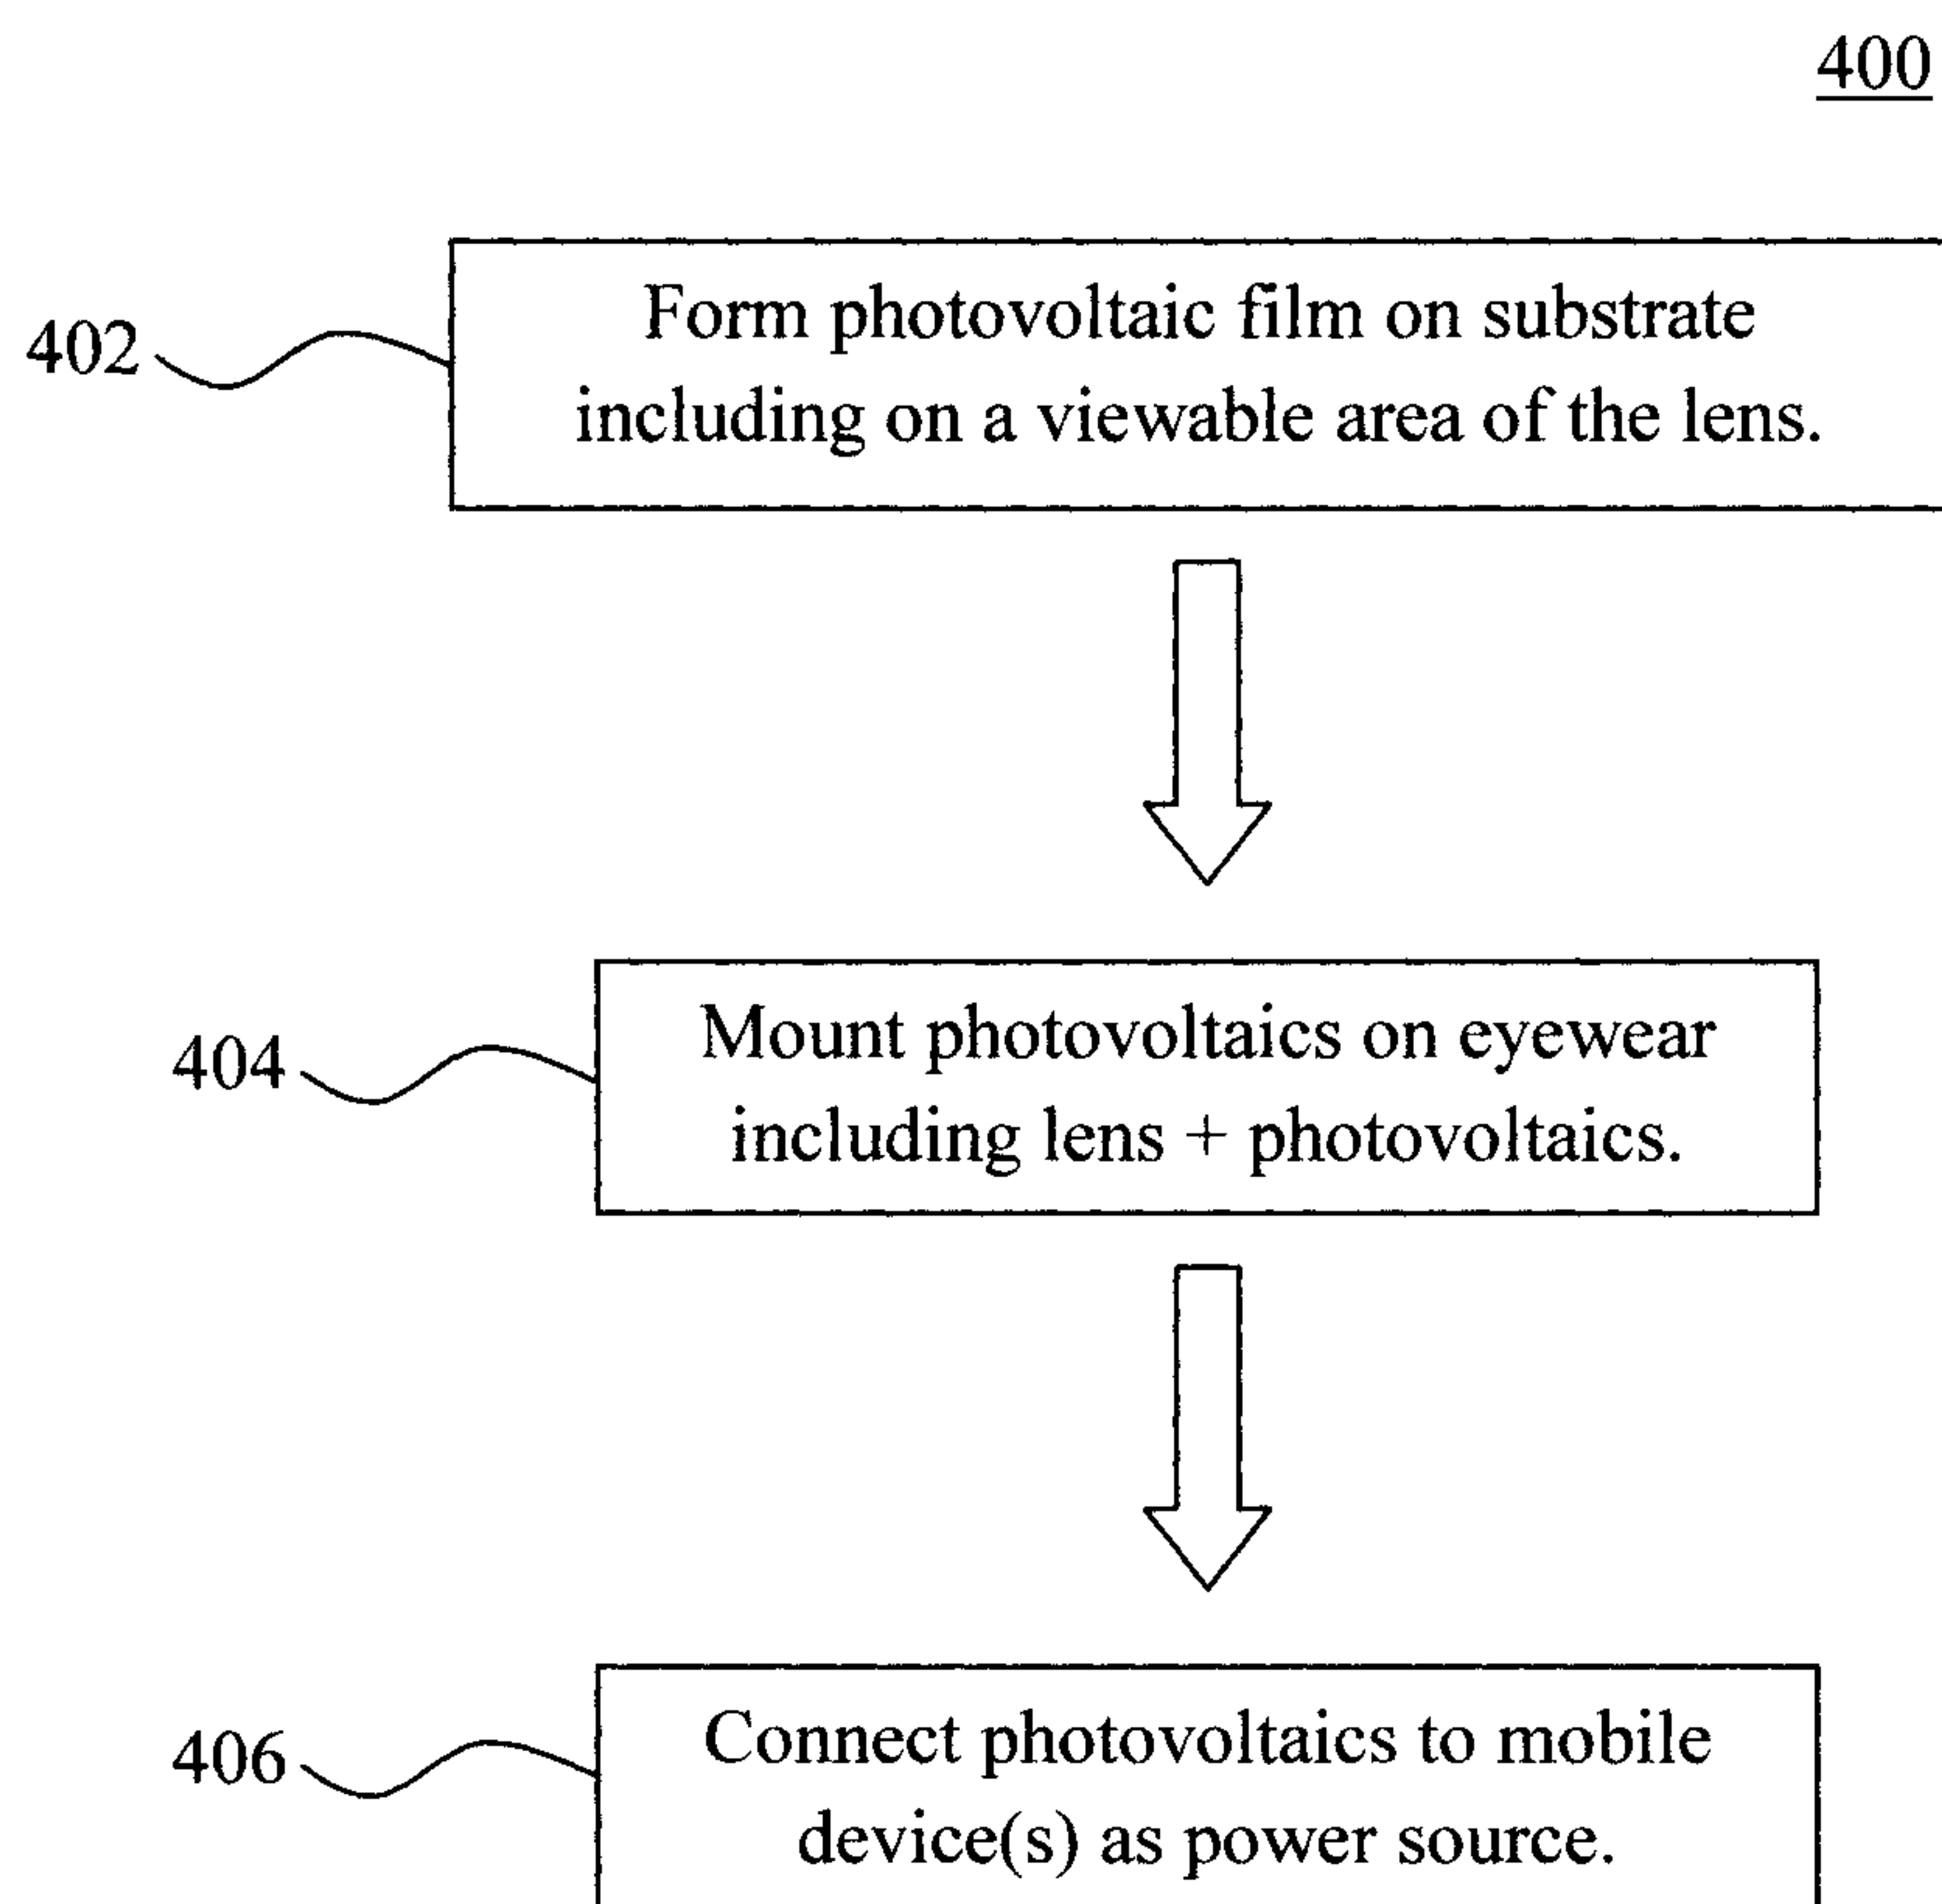 400
402
Form photovoltaic film on substrate
including on a viewable area of the lens.
404
Mount photovoltaics on eyewear
including lens + photovoltaics.
406
Connect photovoltaics to mobile
device(s) as power source.